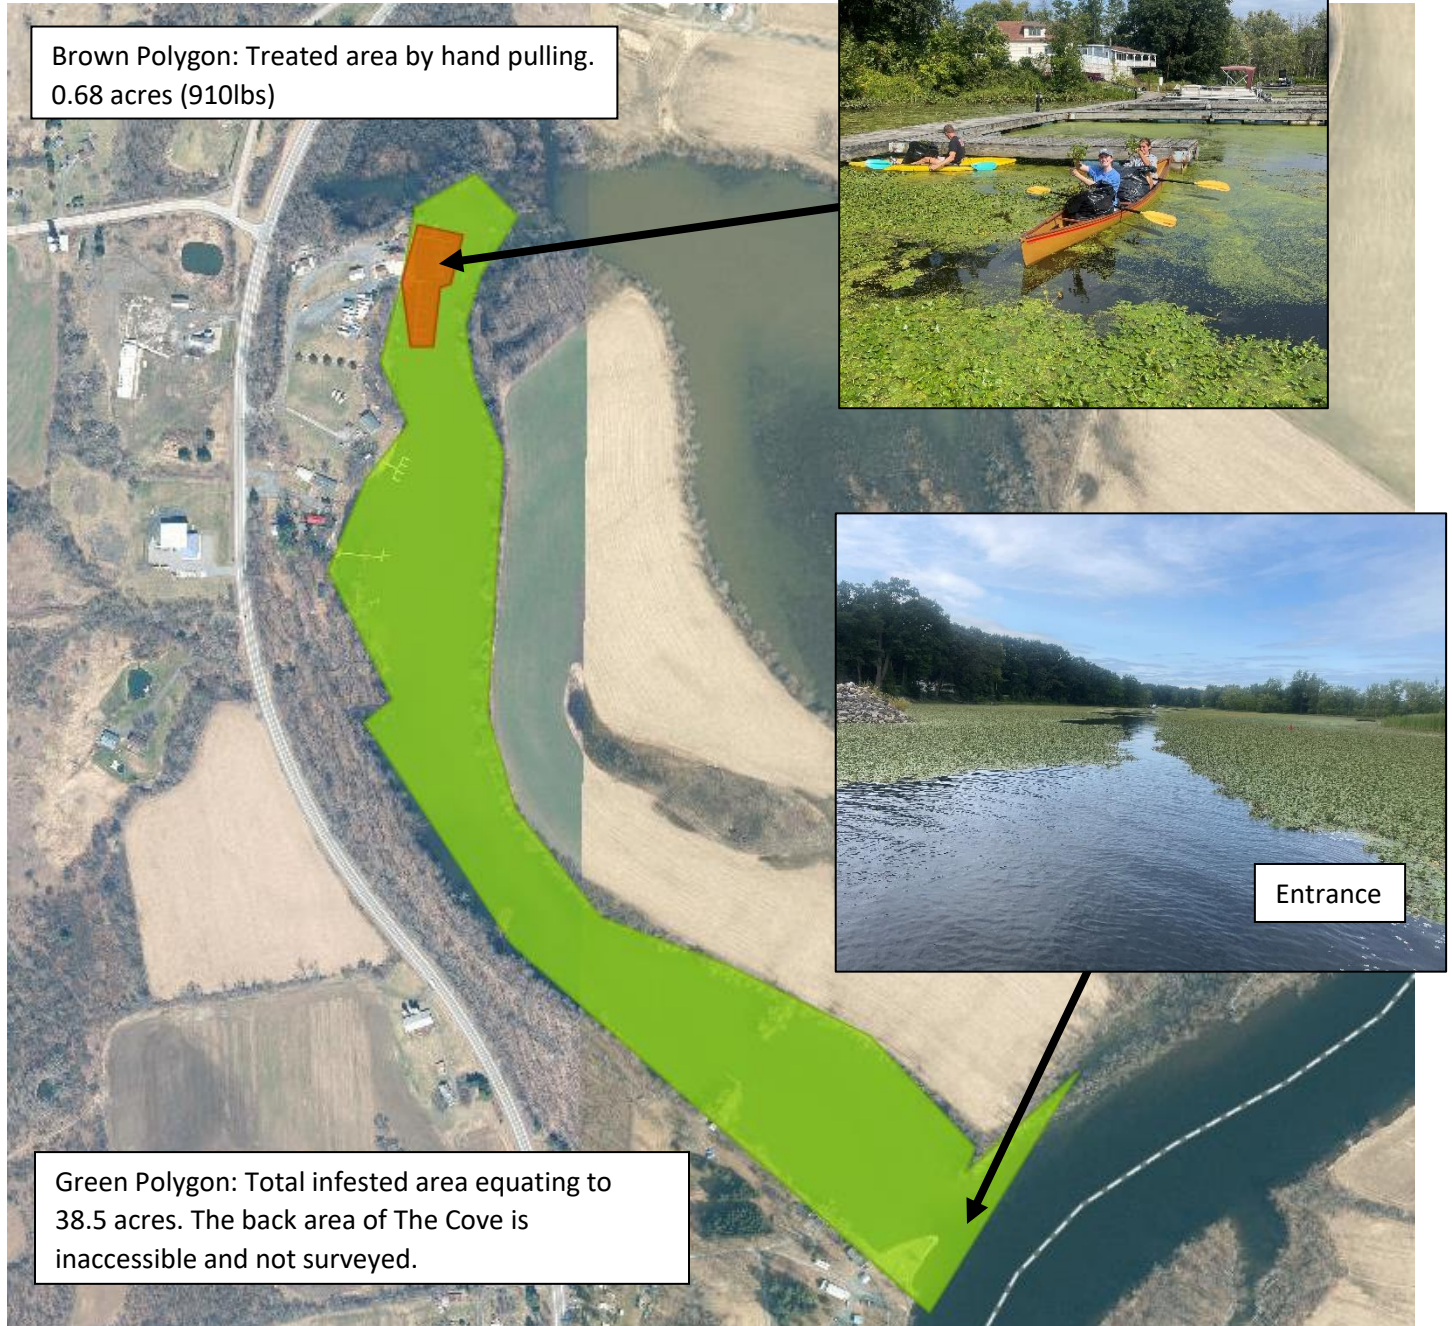 Brown Polygon: Treated area by hand pulling.
0.68 acres (910lbs)
Entrance
Green Polygon: Total infested area equating to
38.5 acres. The back area of The Cove is
inaccessible and not surveyed.